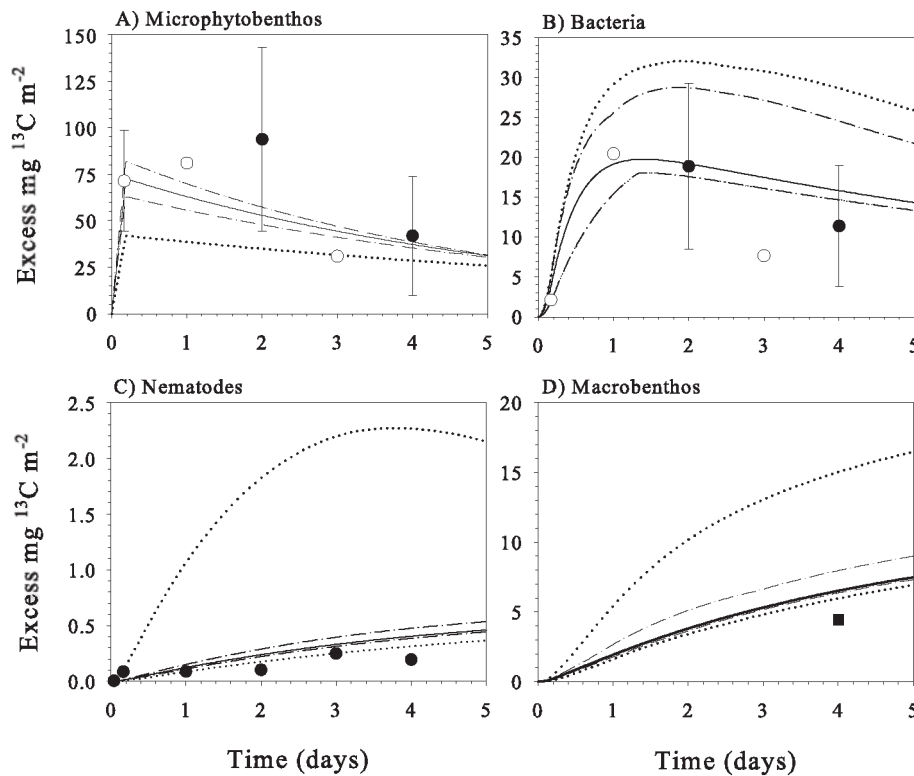 A) Microphytobenthos
B) Bacteria
Excess mg ¹³C m⁻²
150
125
100
75
50
25
0
0 1 2 3 4 5
35
30
25
20
15
10
5
0
0 1 2 3 4 5
C) Nematodes
D) Macrobenthos
Excess mg ¹³C m⁻²
2.5
2.0
1.5
1.0
0.5
0.0
0 1 2 3 4 5
20
15
10
5
0
0 1 2 3 4 5
Time (days)
Time (days)